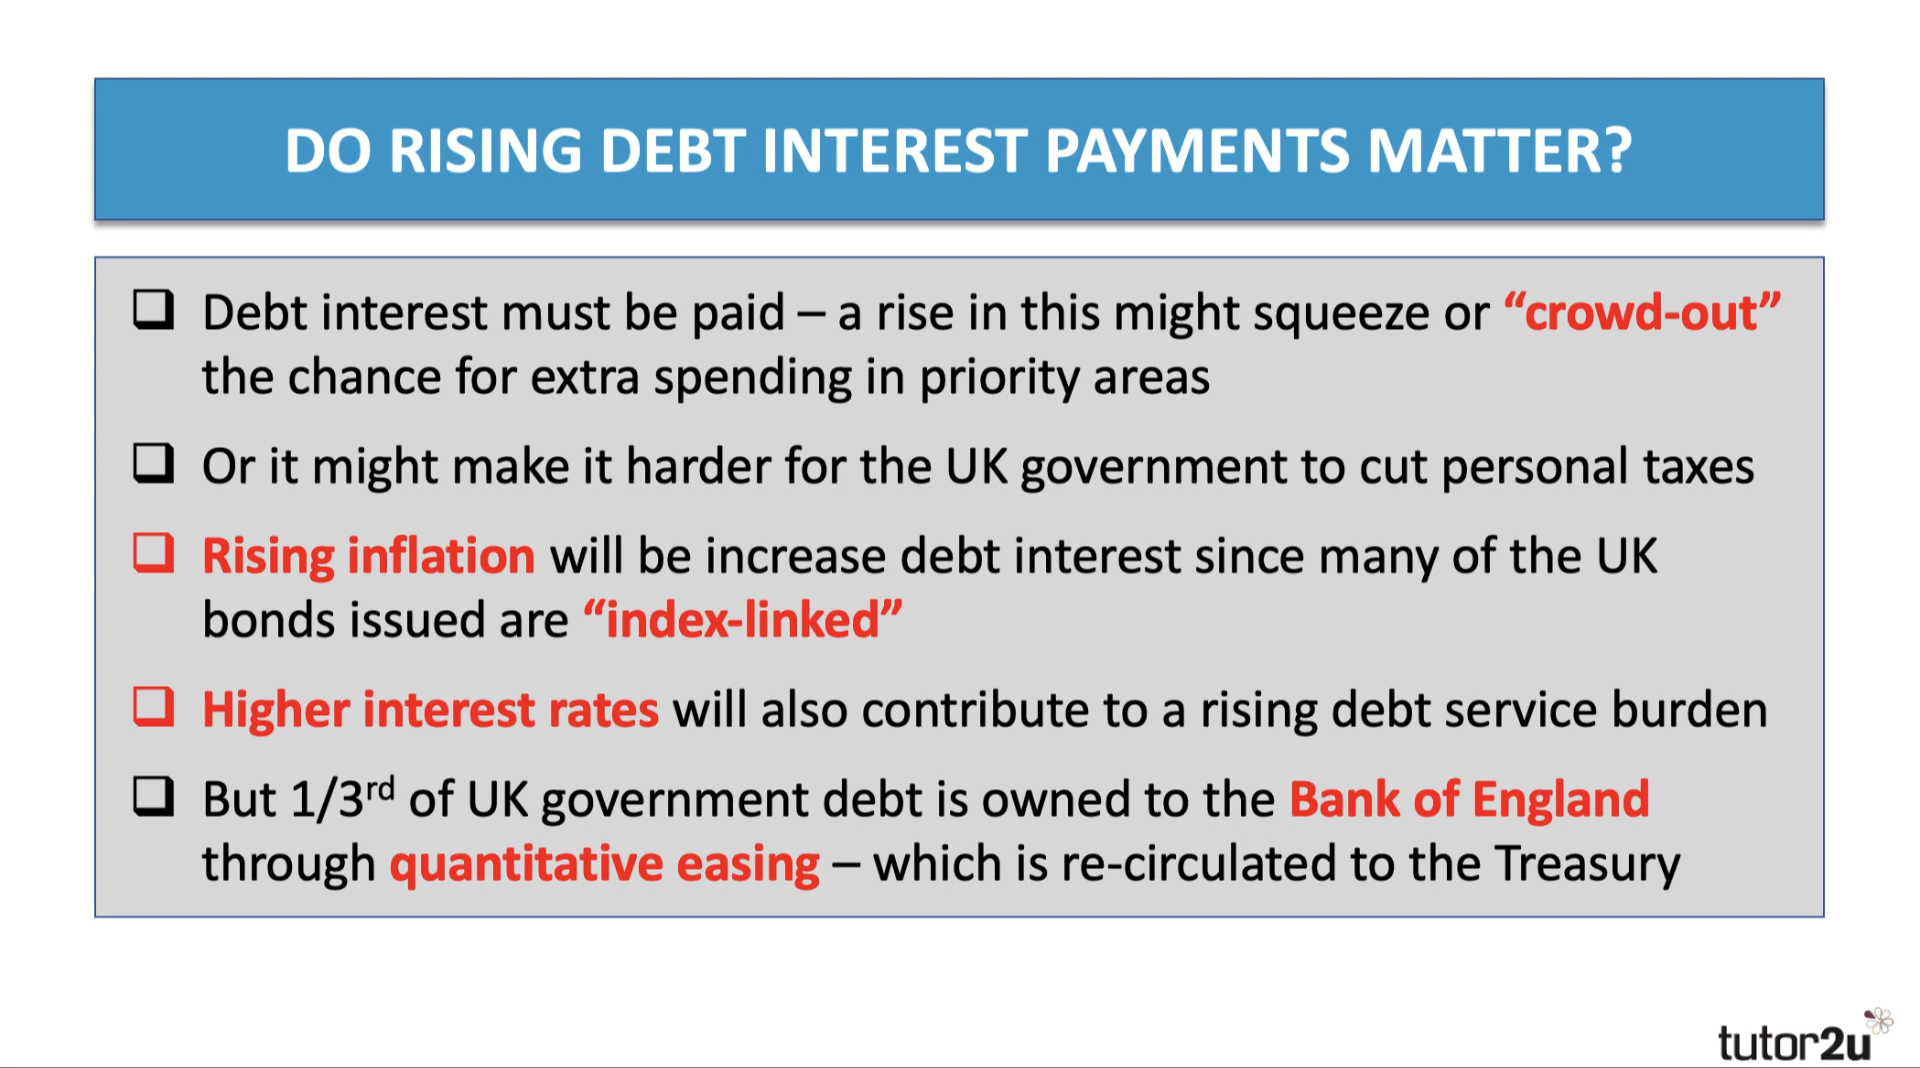 DO RISING DEBT INTEREST PAYMENTS MATTER?
Debt interest must be paid – a rise in this might squeeze or “crowd-out”
the chance for extra spending in priority areas
Or it might make it harder for the UK government to cut personal taxes
Rising inflation will be increase debt interest since many of the UK
bonds issued are “index-linked”
Higher interest rates will also contribute to a rising debt service burden
But 1/3rd of UK government debt is owned to the Bank of England
through quantitative easing – which is re-circulated to the Treasury
tutor2u